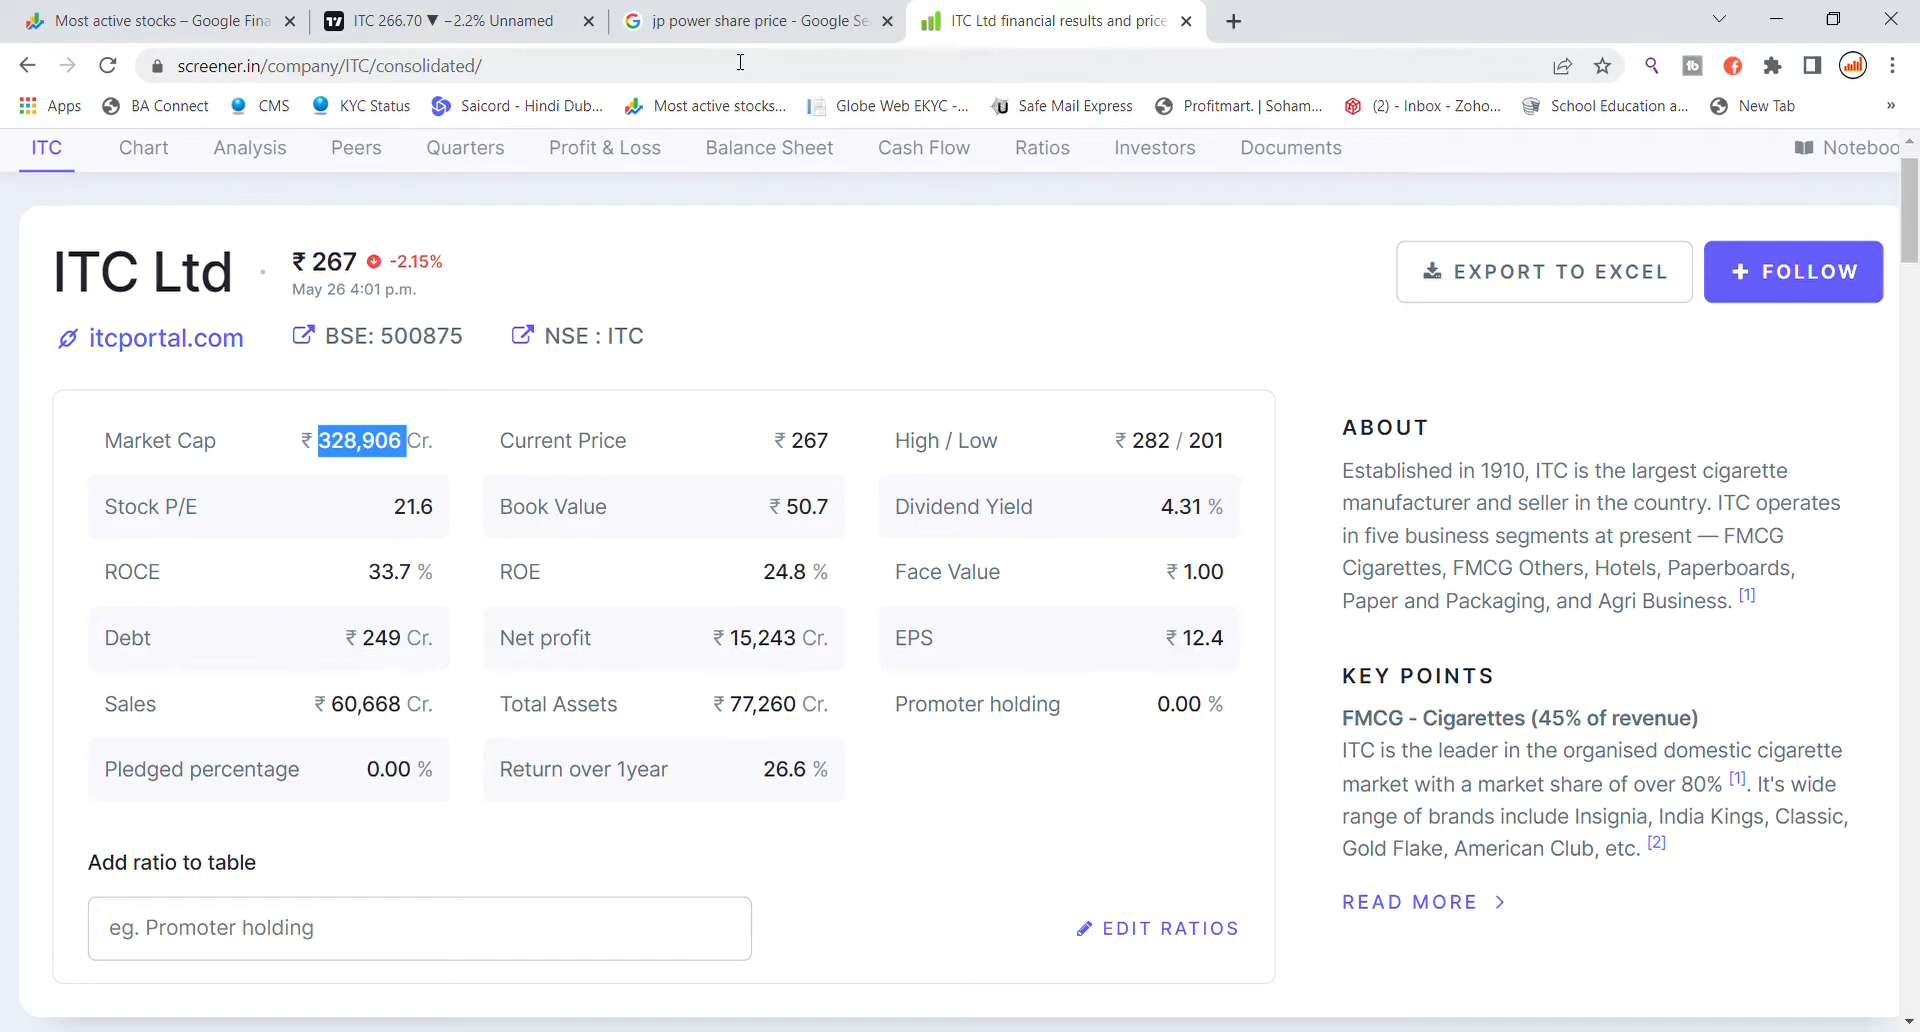 Most active stocks – Google Fina
ITC 266.70 ▼ −2.2% Unnamed
jp power share price - Google Se
ITC Ltd financial results and price
screener.in/company/ITC/consolidated/
Apps
BA Connect
CMS
KYC Status
Saicord - Hindi Dub...
Most active stocks...
Globe Web EKYC -...
Safe Mail Express
Profitmart. | Soham...
(2) - Inbox - Zoho...
School Education a...
New Tab
»
ITC
Chart
Analysis
Peers
Quarters
Profit & Loss
Balance Sheet
Cash Flow
Ratios
Investors
Documents
Noteboo
ITC Ltd
₹ 267 -2.15%
May 26 4:01 p.m.
EXPORT TO EXCEL
+ FOLLOW
itcportal.com
BSE: 500875
NSE : ITC
Market Cap ₹ 328,906 Cr.
Current Price ₹ 267
High / Low ₹ 282 / 201
Stock P/E 21.6
Book Value ₹ 50.7
Dividend Yield 4.31 %
ROCE 33.7 %
ROE 24.8 %
Face Value ₹ 1.00
Debt ₹ 249 Cr.
Net profit ₹ 15,243 Cr.
EPS ₹ 12.4
Sales ₹ 60,668 Cr.
Total Assets ₹ 77,260 Cr.
Promoter holding 0.00 %
Pledged percentage 0.00 %
Return over 1year 26.6 %
Add ratio to table
eg. Promoter holding
EDIT RATIOS
ABOUT
Established in 1910, ITC is the largest cigarette
manufacturer and seller in the country. ITC operates
in five business segments at present — FMCG
Cigarettes, FMCG Others, Hotels, Paperboards,
Paper and Packaging, and Agri Business. [1]
KEY POINTS
FMCG - Cigarettes (45% of revenue)
ITC is the leader in the organised domestic cigarette
market with a market share of over 80% [1]. It's wide
range of brands include Insignia, India Kings, Classic,
Gold Flake, American Club, etc. [2]
READ MORE >